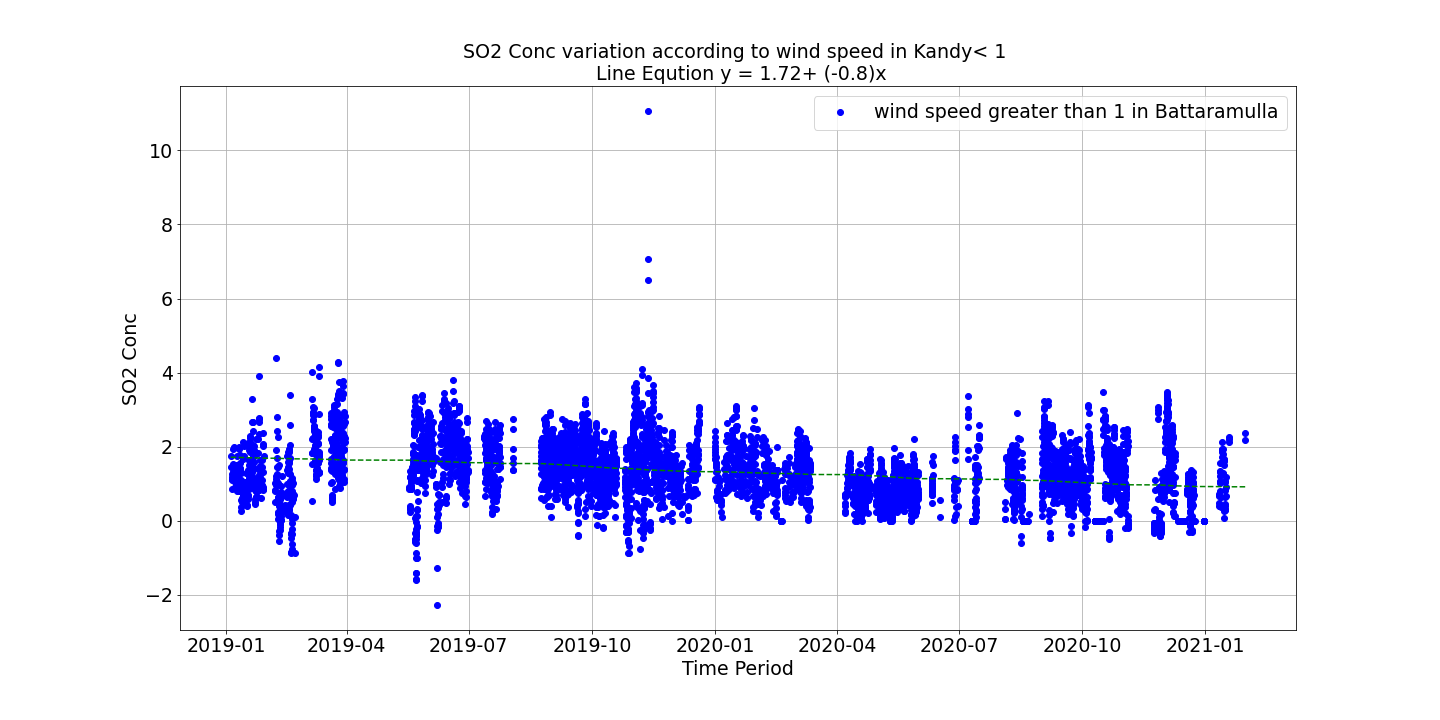 SO2 Conc variation according to wind speed in Kandy< 1
Line Eqution y = 1.72+ (-0.8)x
wind speed greater than 1 in Battaramulla
10
8
6
4
2
0
−2
SO2 Conc
2019-01 2019-04 2019-07 2019-10 2020-01 2020-04 2020-07 2020-10 2021-01
Time Period